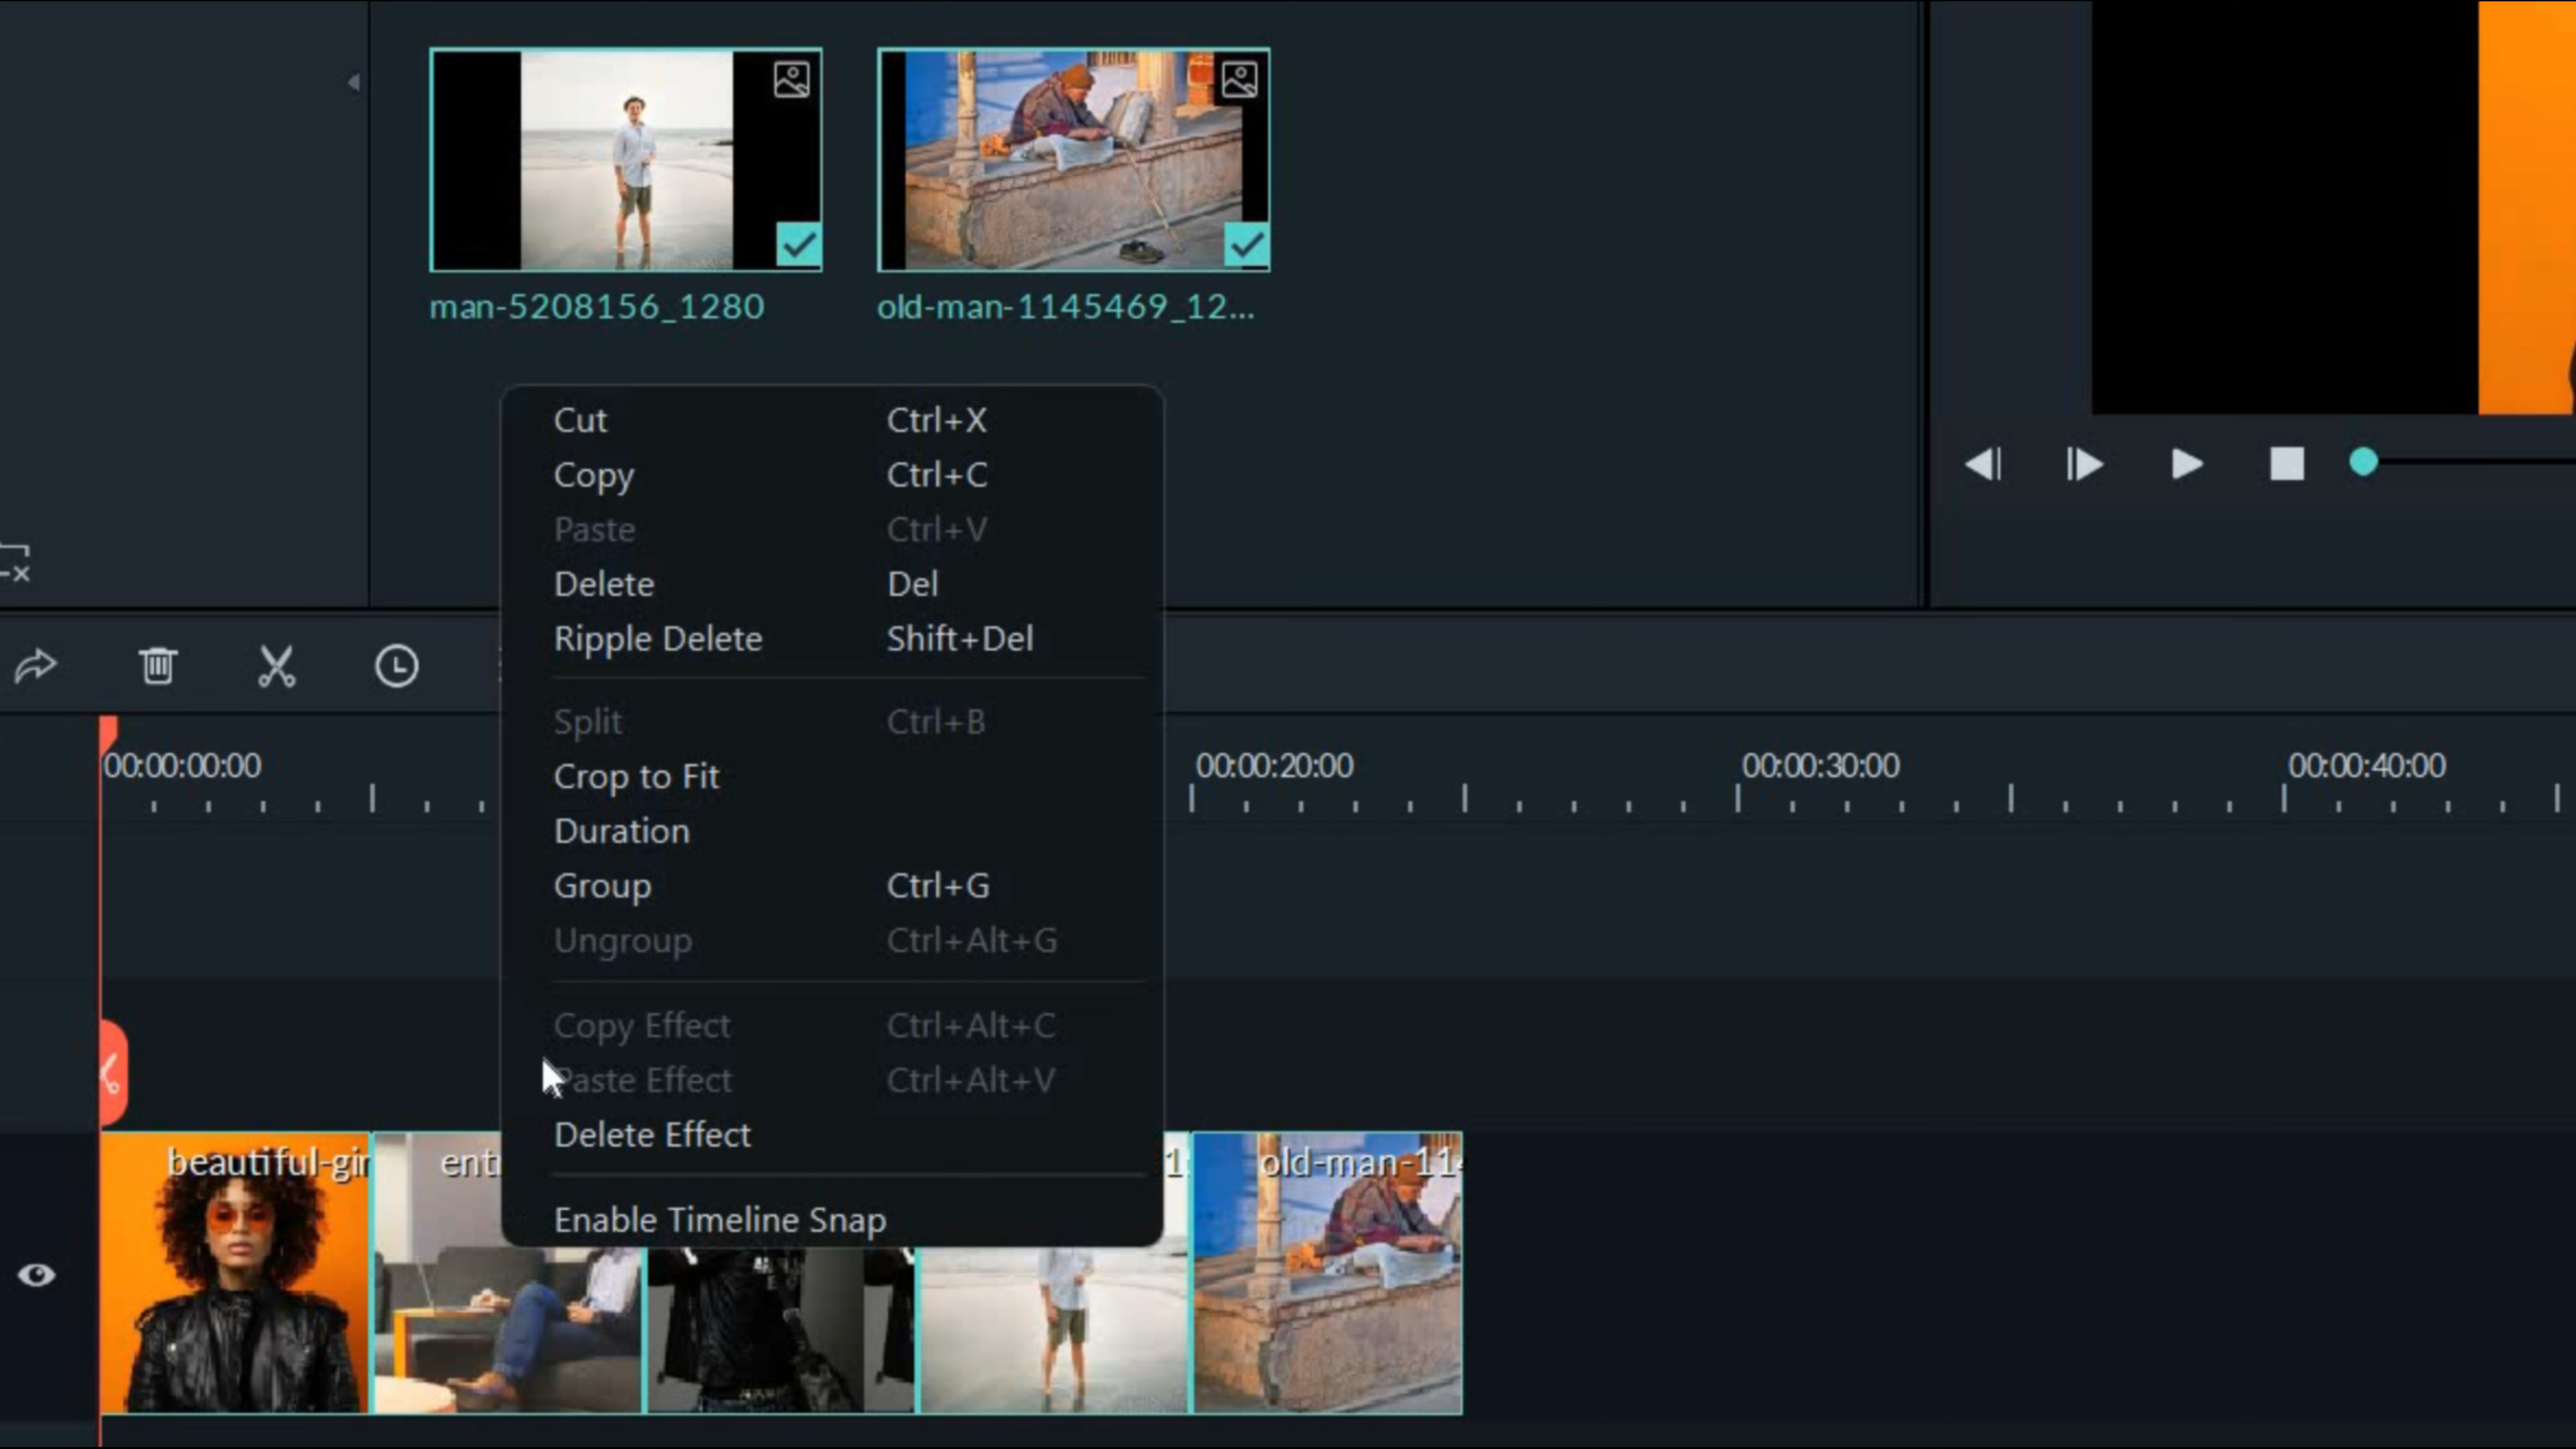 man-5208156_1280
old-man-1145469_12...
Cut Ctrl+X
Copy Ctrl+C
Paste Ctrl+V
Delete Del
Ripple Delete Shift+Del
Split Ctrl+B
Crop to Fit
Duration
Group Ctrl+G
Ungroup Ctrl+Alt+G
Copy Effect Ctrl+Alt+C
Paste Effect Ctrl+Alt+V
Delete Effect
Enable Timeline Snap
00:00:00:00 00:00:20:00 00:00:30:00 00:00:40:00
beautiful-gir ent old-man-114